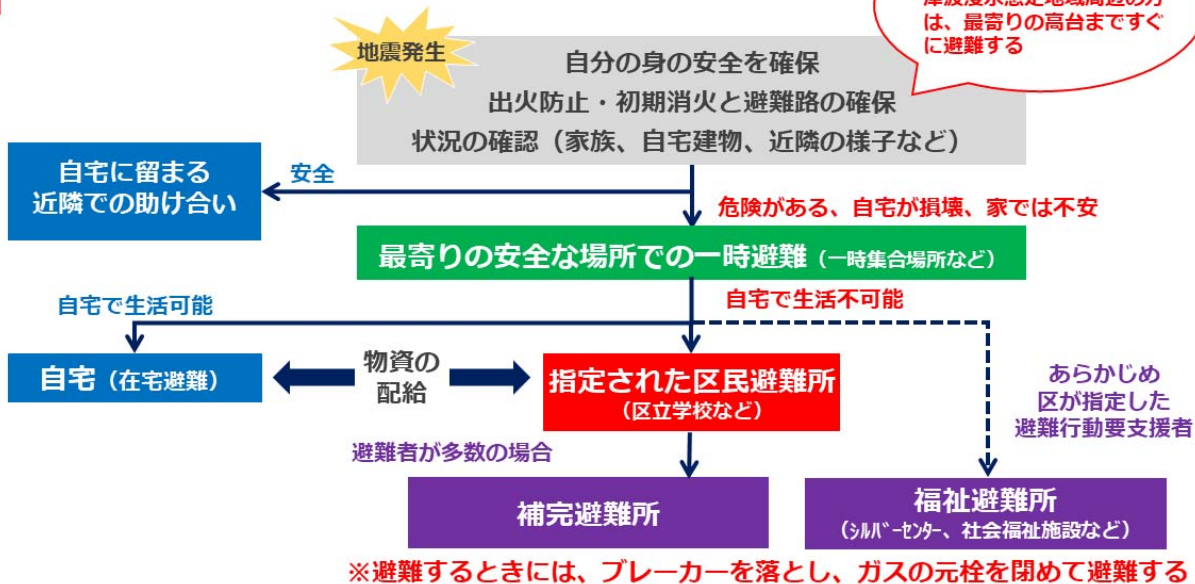 は、最寄りの高台まですぐ
に避難する
地震発生
自分の身の安全を確保
出火防止・初期消火と避難路の確保
状況の確認（家族、自宅建物、近隣の様子など）
自宅に留まる
近隣での助け合い
安全
危険がある、自宅が損壊、家では不安
最寄りの安全な場所での一時避難（一時集合場所など）
自宅で生活可能
自宅で生活不可能
自宅（在宅避難）
物資の
配給
指定された区民避難所
（区立学校など）
あらかじめ
区が指定した
避難行動要支援者
避難者が多数の場合
補完避難所
福祉避難所
（ｼﾙﾊﾞｰｾﾝﾀｰ、社会福祉施設など）
※避難するときには、ブレーカーを落とし、ガスの元栓を閉めて避難する